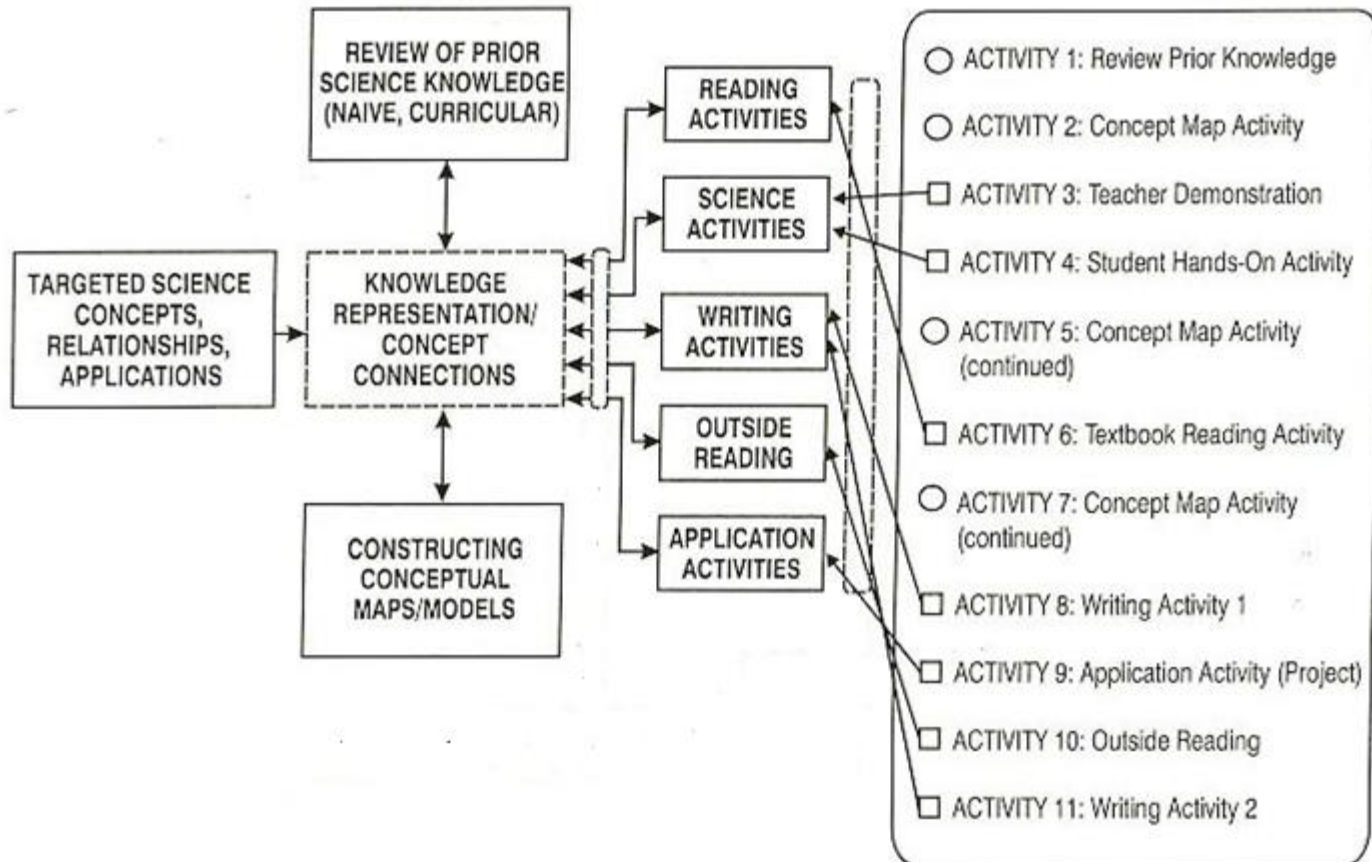 REVIEW OF PRIOR
SCIENCE KNOWLEDGE
(NAIVE, CURRICULAR)
TARGETED SCIENCE
CONCEPTS,
RELATIONSHIPS,
APPLICATIONS
KNOWLEDGE
REPRESENTATION/
CONCEPT
CONNECTIONS
CONSTRUCTING
CONCEPTUAL
MAPS/MODELS
READING
ACTIVITIES
SCIENCE
ACTIVITIES
WRITING
ACTIVITIES
OUTSIDE
READING
APPLICATION
ACTIVITIES
ACTIVITY 1: Review Prior Knowledge
ACTIVITY 2: Concept Map Activity
ACTIVITY 3: Teacher Demonstration
ACTIVITY 4: Student Hands-On Activity
ACTIVITY 5: Concept Map Activity
(continued)
ACTIVITY 6: Textbook Reading Activity
ACTIVITY 7: Concept Map Activity
(continued)
ACTIVITY 8: Writing Activity 1
ACTIVITY 9: Application Activity (Project)
ACTIVITY 10: Outside Reading
ACTIVITY 11: Writing Activity 2